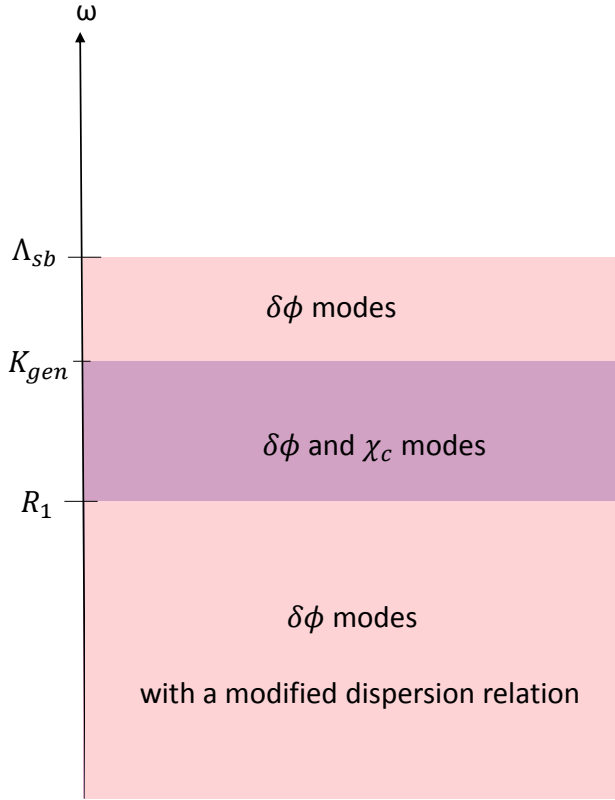 ω
Λ_sb
δϕ modes
K_gen
δϕ and χ_c modes
R_1
δϕ modes
with a modified dispersion relation